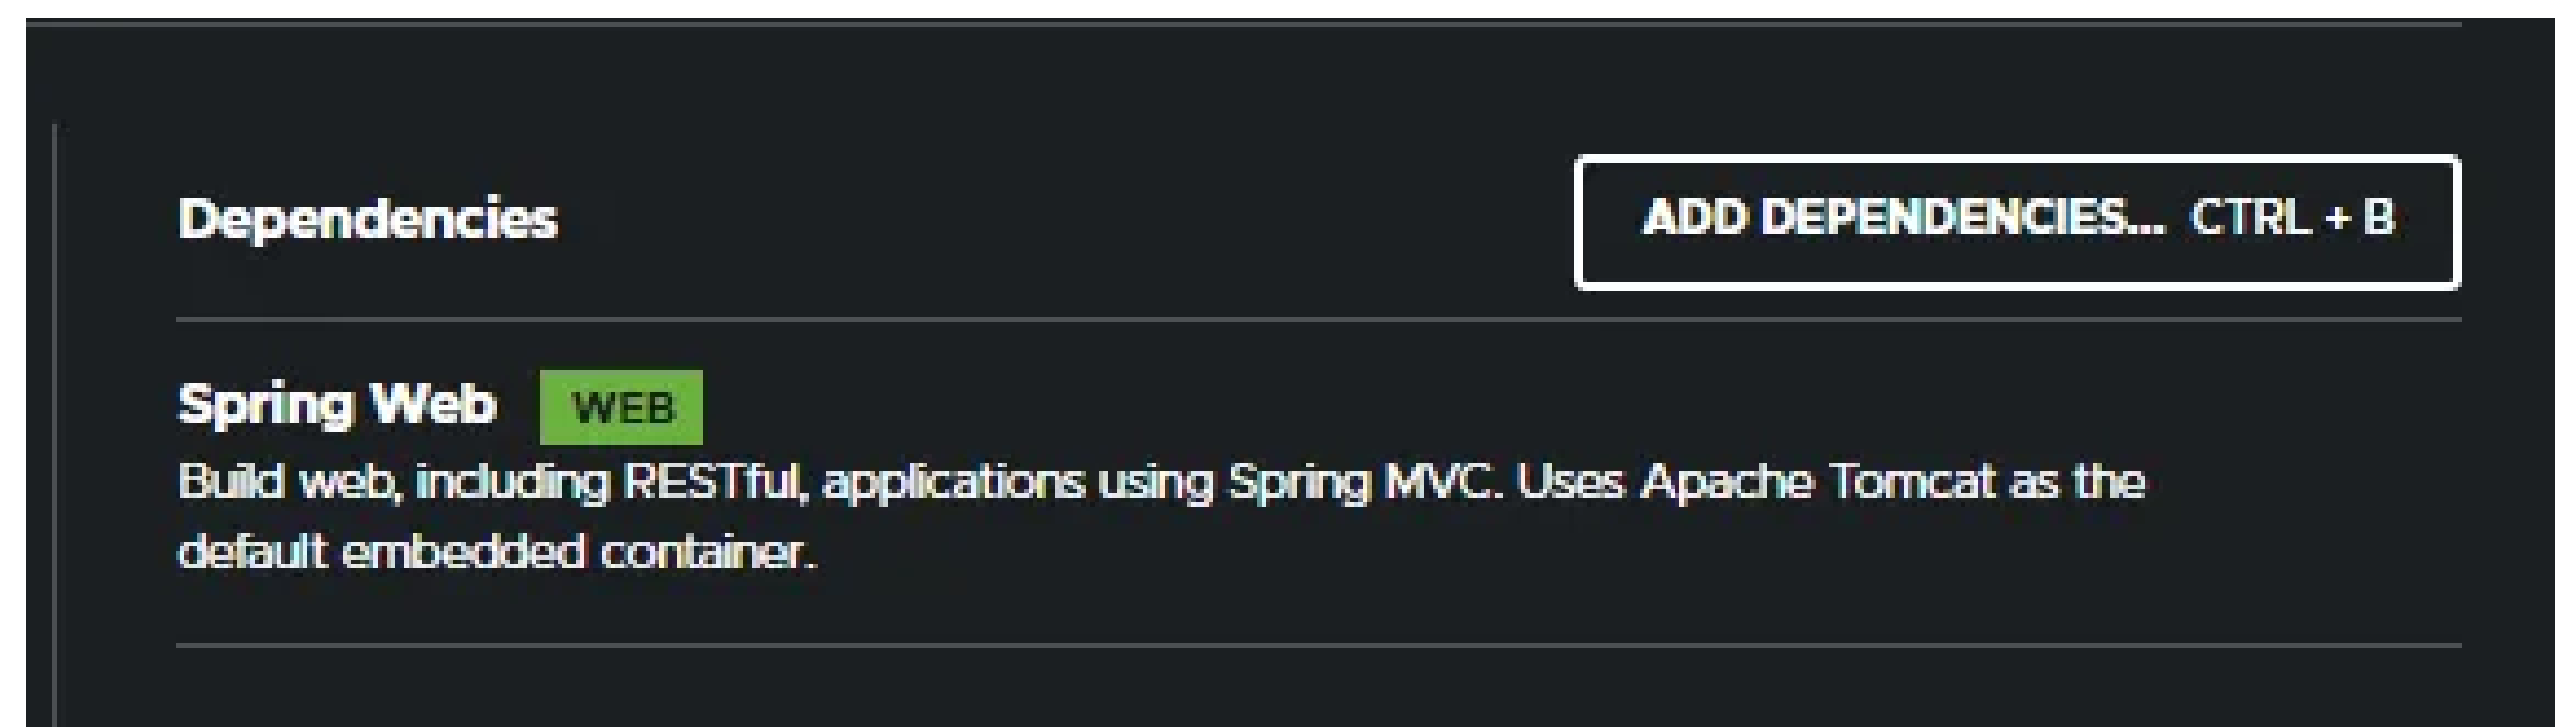 Dependencies
ADD DEPENDENCIES... CTRL + B
Spring Web WEB
Build web, including RESTful, applications using Spring MVC. Uses Apache Tomcat as the
default embedded container.